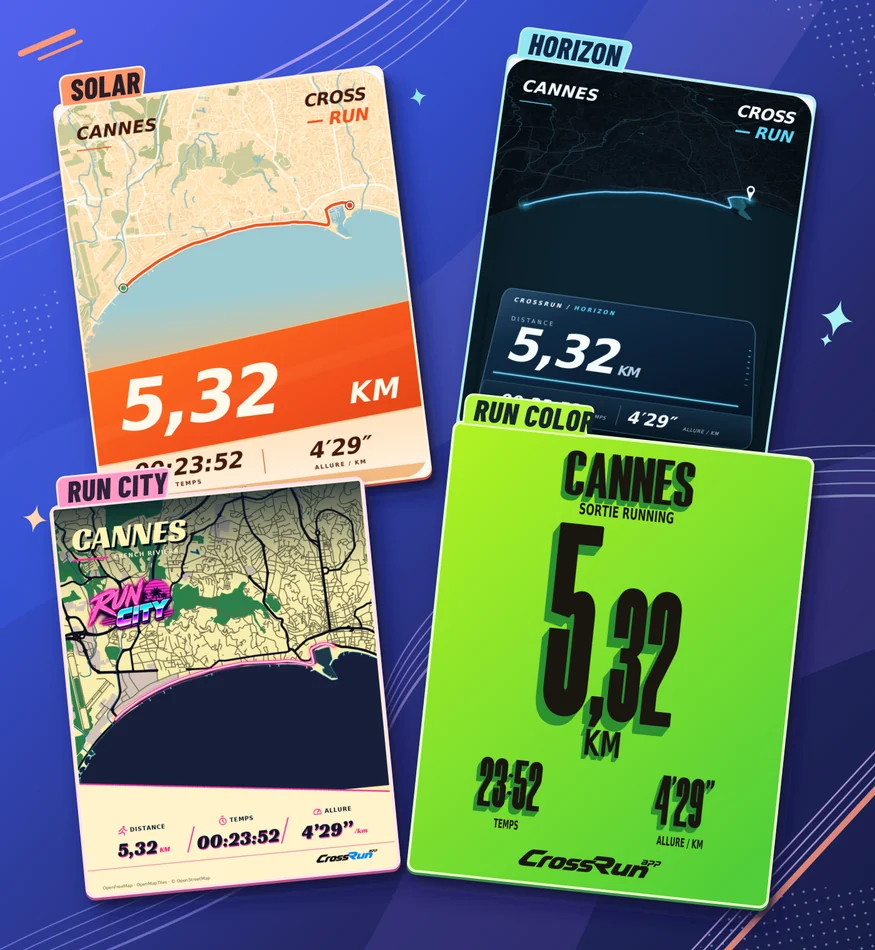 SOLAR
CANNES
CROSS
— RUN
5,32
KM
00:23:52
TEMPS
4′29″
ALLURE / KM
HORIZON
CANNES
CROSS
— RUN
CROSSRUN / HORIZON
DISTANCE
5,32 KM
4′29″
ALLURE / KM
RUN CITY
CANNES
RUN
CITY
DISTANCE
5,32 KM
TEMPS
00:23:52
ALLURE
4’29” /km
CrossRun app
OpenFreeMap · OpenMapTiles · © OpenStreetMap
RUN COLOR
CANNES
SORTIE RUNNING
5,32
KM
23:52
TEMPS
4’29”
ALLURE / KM
CrossRun app